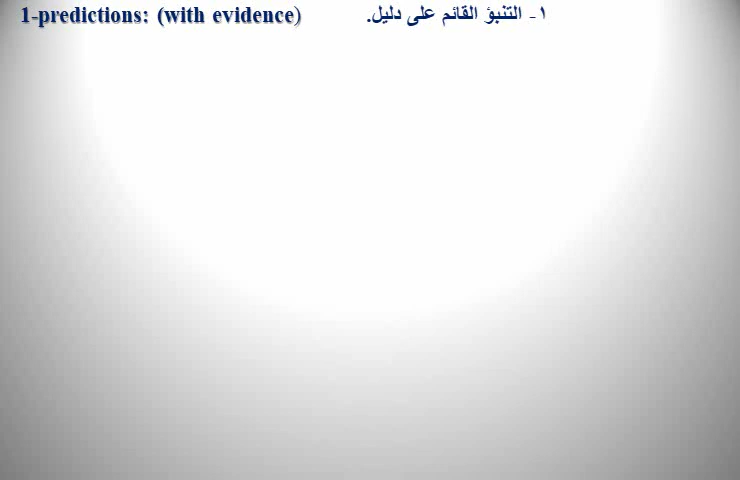 1-predictions: (with evidence) ١- التنبؤ القائم على دليل.